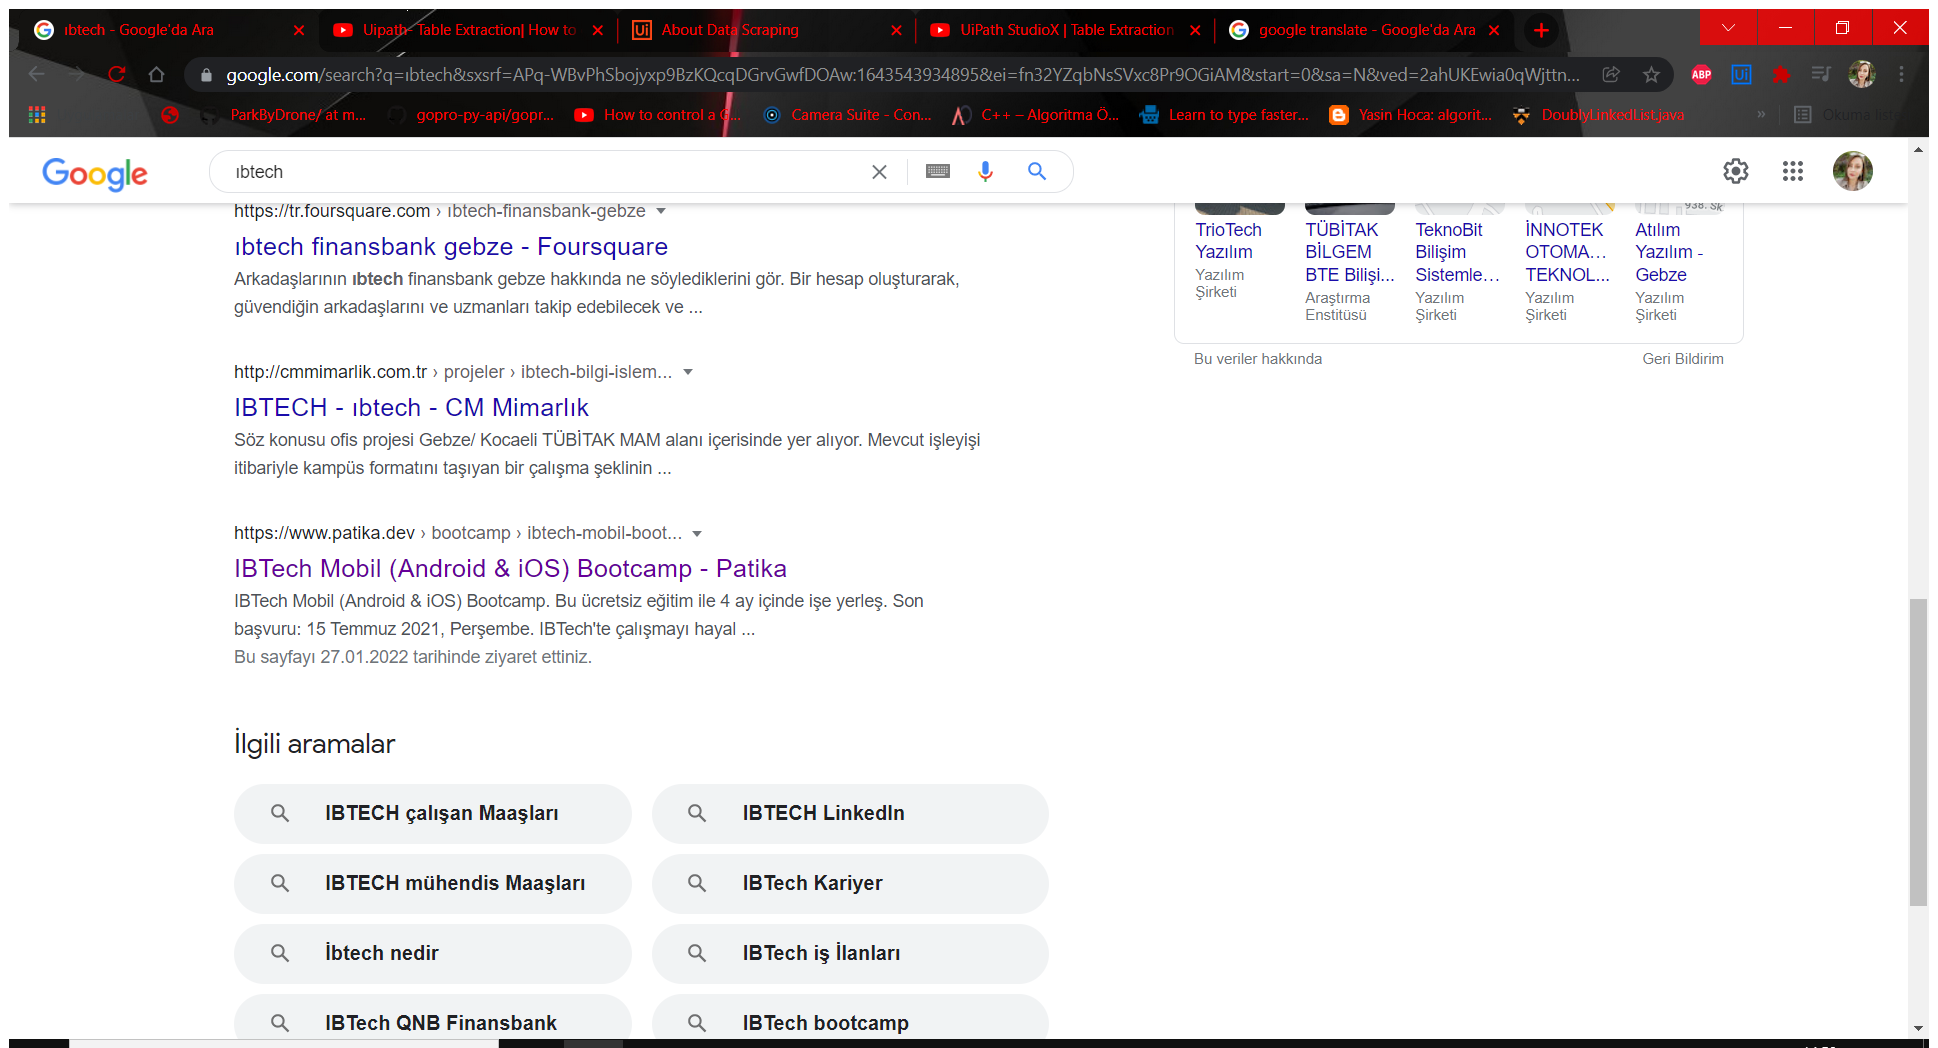 ıbtech - Google'da Ara
Uipath- Table Extraction| How to
About Data Scraping
UiPath StudioX | Table Extraction
google translate - Google'da Ara
google.com/search?q=ıbtech&sxsrf=APq-WBvPhSbojyxp9BzKQcqDGrvGwfDOAw:1643543934895&ei=fn32YZqbNsSVxc8Pr9OGiAM&start=0&sa=N&ved=2ahUKEwia0qWjttn...
ABP
Ui
ParkByDrone/ at m...
gopro-py-api/gopr...
How to control a G...
Camera Suite - Con...
C++ – Algoritma Ö...
Learn to type faster...
Yasin Hoca: algorit...
DoublyLinkedList.java
»
Okuma listesi
Google
ıbtech
https://tr.foursquare.com › ıbtech-finansbank-gebze
ıbtech finansbank gebze - Foursquare
Arkadaşlarının ıbtech finansbank gebze hakkında ne söylediklerini gör. Bir hesap oluşturarak,
güvendiğin arkadaşlarını ve uzmanları takip edebilecek ve ...
http://cmmimarlik.com.tr › projeler › ibtech-bilgi-islem...
IBTECH - ıbtech - CM Mimarlık
Söz konusu ofis projesi Gebze/ Kocaeli TÜBİTAK MAM alanı içerisinde yer alıyor. Mevcut işleyişi
itibariyle kampüs formatını taşıyan bir çalışma şeklinin ...
https://www.patika.dev › bootcamp › ibtech-mobil-boot...
IBTech Mobil (Android & iOS) Bootcamp - Patika
IBTech Mobil (Android & iOS) Bootcamp. Bu ücretsiz eğitim ile 4 ay içinde işe yerleş. Son
başvuru: 15 Temmuz 2021, Perşembe. IBTech'te çalışmayı hayal ...
Bu sayfayı 27.01.2022 tarihinde ziyaret ettiniz.
İlgili aramalar
IBTECH çalışan Maaşları
IBTECH LinkedIn
IBTECH mühendis Maaşları
IBTech Kariyer
İbtech nedir
IBTech iş İlanları
IBTech QNB Finansbank
IBTech bootcamp
938. Sk
TrioTech
Yazılım
Yazılım
Şirketi
TÜBİTAK
BİLGEM
BTE Bilişi...
Araştırma
Enstitüsü
TeknoBit
Bilişim
Sistemle...
Yazılım
Şirketi
İNNOTEK
OTOMA...
TEKNOL...
Yazılım
Şirketi
Atılım
Yazılım -
Gebze
Yazılım
Şirketi
Bu veriler hakkında
Geri Bildirim